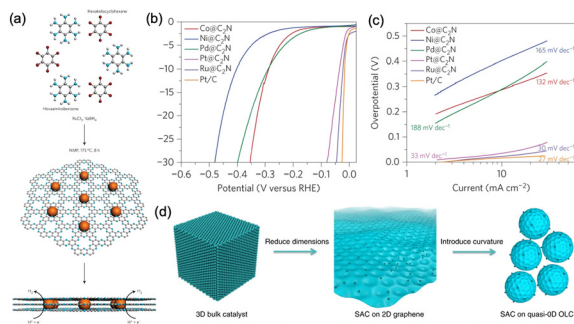 (a)
Hexaketocyclohexane
Hexaaminobenzene
RuCl₃, NaBH₄
NMP, 175 °C, 8 h
H₂
H₂
H⁺ + e
H⁺ + e
(b)
Co@C₂N
Ni@C₂N
Pd@C₂N
Pt@C₂N
Ru@C₂N
Pt/C
0
−5
−10
−15
−20
−25
−30
−0.6 −0.5 −0.4 −0.3 −0.2 −0.1 0.0
Potential (V versus RHE)
(c)
Overpotential (V)
0.5
0.4
0.3
0.2
0.1
0.0
Co@C₂N
Ni@C₂N
Pd@C₂N
Pt@C₂N
Ru@C₂N
Pt/C
165 mV dec⁻¹
132 mV dec⁻¹
188 mV dec⁻¹
33 mV dec⁻¹
30 mV dec⁻¹
27 mV dec⁻¹
10
Current (mA cm⁻²)
(d)
Reduce dimensions
Introduce curvature
3D bulk catalyst
SAC on 2D graphene
SAC on quasi-0D OLC